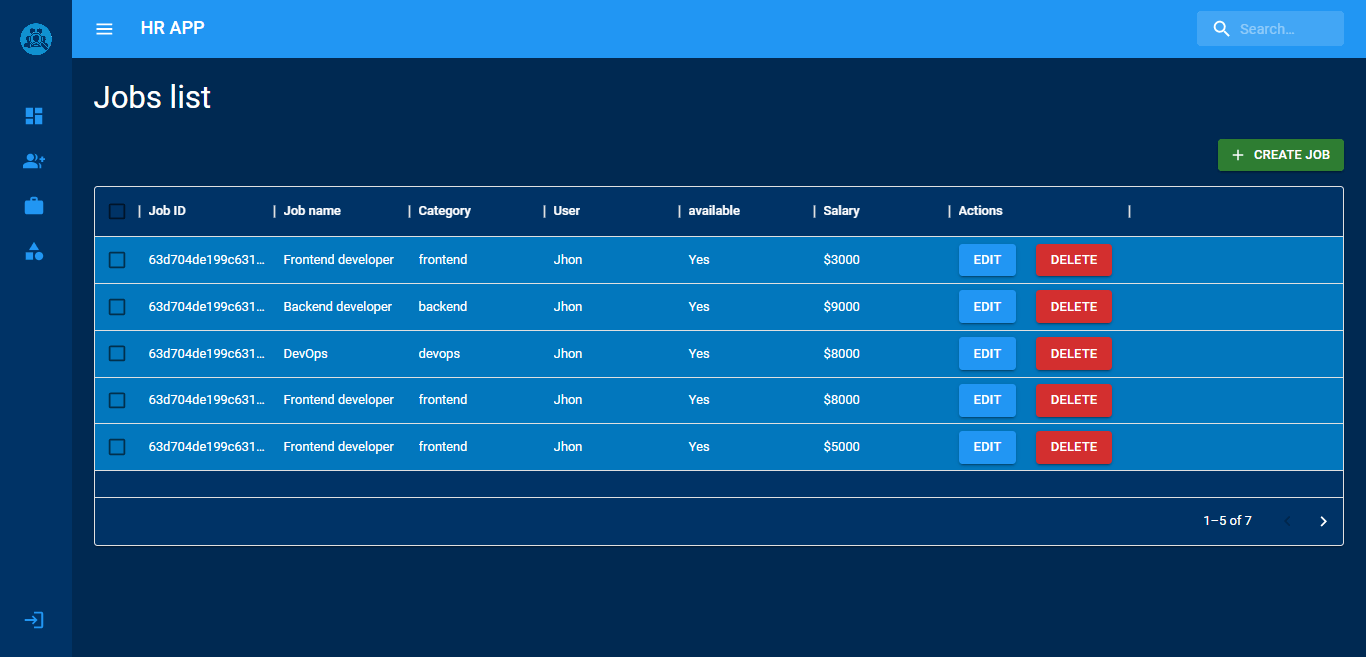 HR APP
Search…
Jobs list
CREATE JOB
Job ID Job name Category User available Salary Actions
63d704de199c631… Frontend developer frontend Jhon Yes $3000 EDIT DELETE
63d704de199c631… Backend developer backend Jhon Yes $9000 EDIT DELETE
63d704de199c631… DevOps devops Jhon Yes $8000 EDIT DELETE
63d704de199c631… Frontend developer frontend Jhon Yes $8000 EDIT DELETE
63d704de199c631… Frontend developer frontend Jhon Yes $5000 EDIT DELETE
1–5 of 7